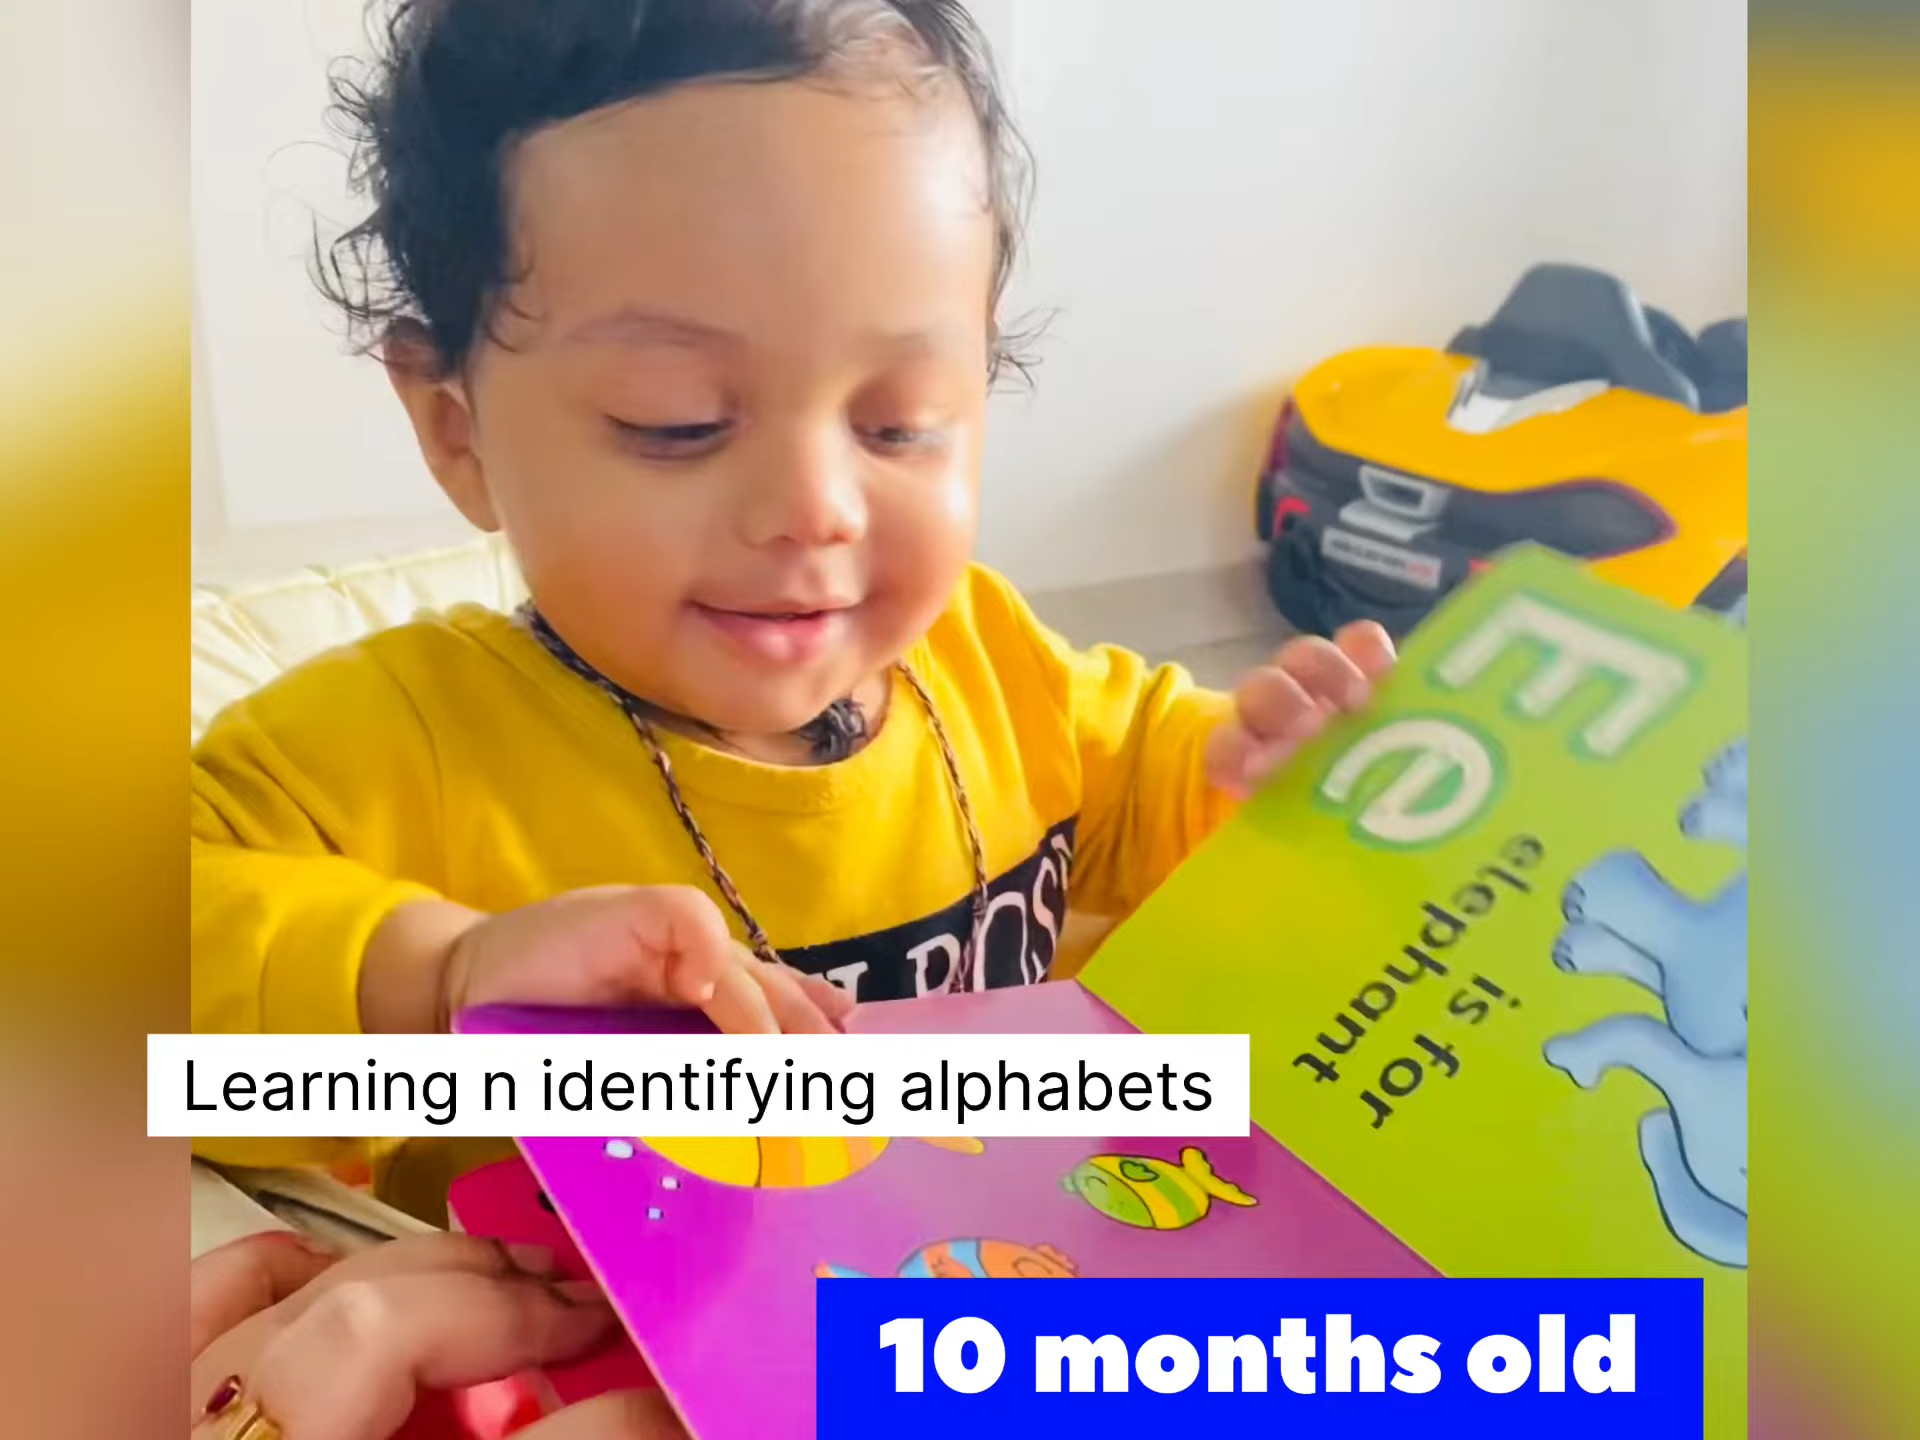 E
e
elephant
is for
Learning n identifying alphabets
10 months old